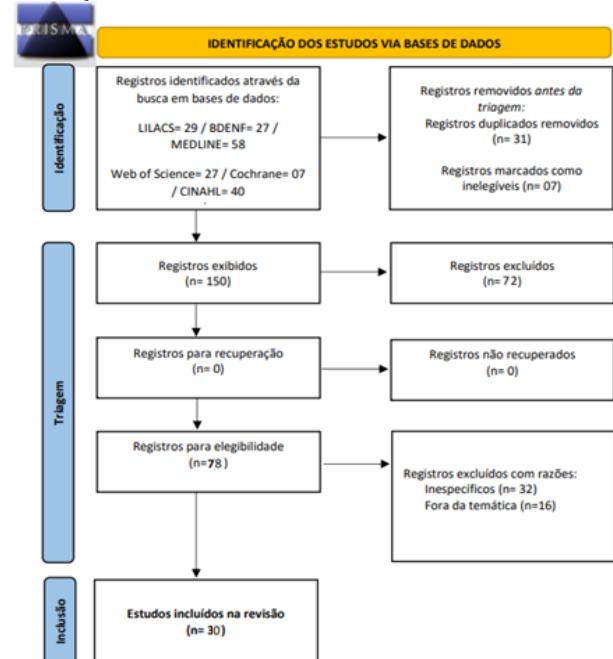 PRISMA
IDENTIFICAÇÃO DOS ESTUDOS VIA BASES DE DADOS
Identificação
Registros identificados através da
busca em bases de dados:
LILACS= 29 / BDENF= 27 /
MEDLINE= 58
Web of Science= 27 / Cochrane= 07
/ CINAHL= 40
Registros removidos antes da
triagem:
Registros duplicados removidos
(n= 31)
Registros marcados como
inelegíveis (n= 07)
Triagem
Registros exibidos
(n= 150)
Registros excluídos
(n= 72)
Registros para recuperação
(n= 0)
Registros não recuperados
(n= 0)
Registros para elegibilidade
(n=78 )
Registros excluídos com razões:
Inespecíficos (n= 32)
Fora da temática (n=16)
Inclusão
Estudos incluídos na revisão
(n= 30)